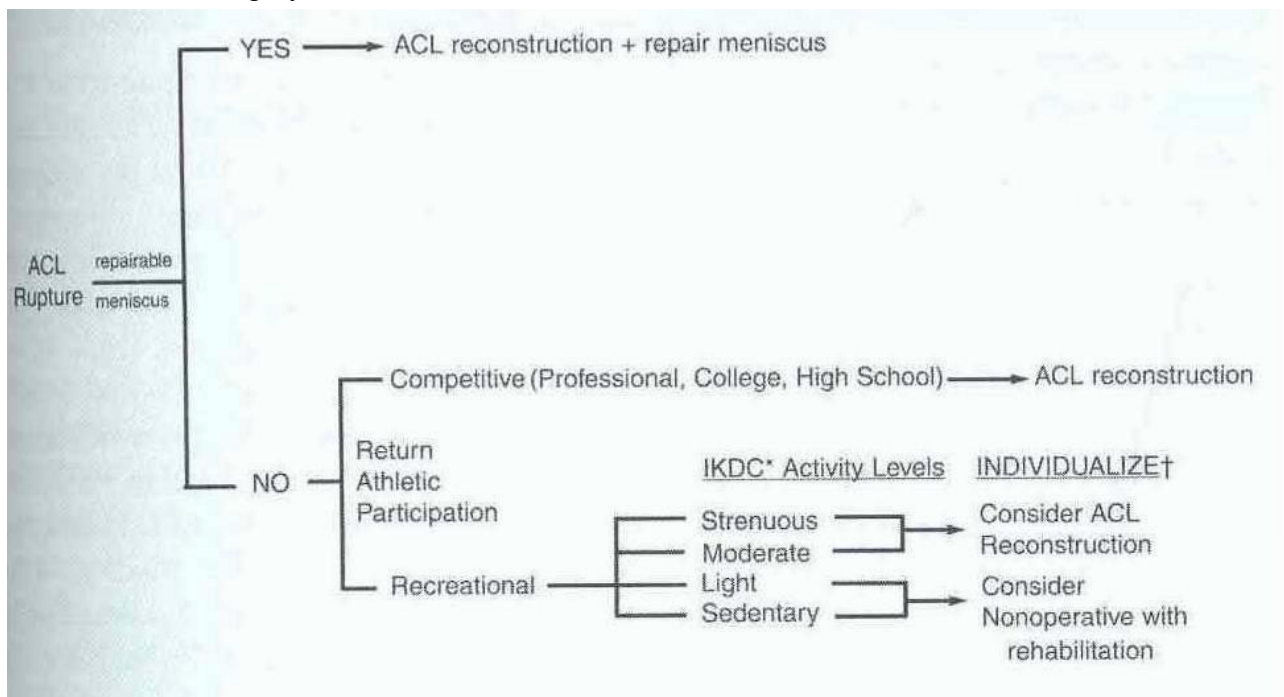 YES
ACL reconstruction + repair meniscus
ACL
Rupture
repairable
meniscus
NO
Return
Athletic
Participation
Competitive (Professional, College, High School)
ACL reconstruction
Recreational
IKDC* Activity Levels
INDIVIDUALIZE†
Strenuous
Moderate
Light
Sedentary
Consider ACL
Reconstruction
Consider
Nonoperative with
rehabilitation